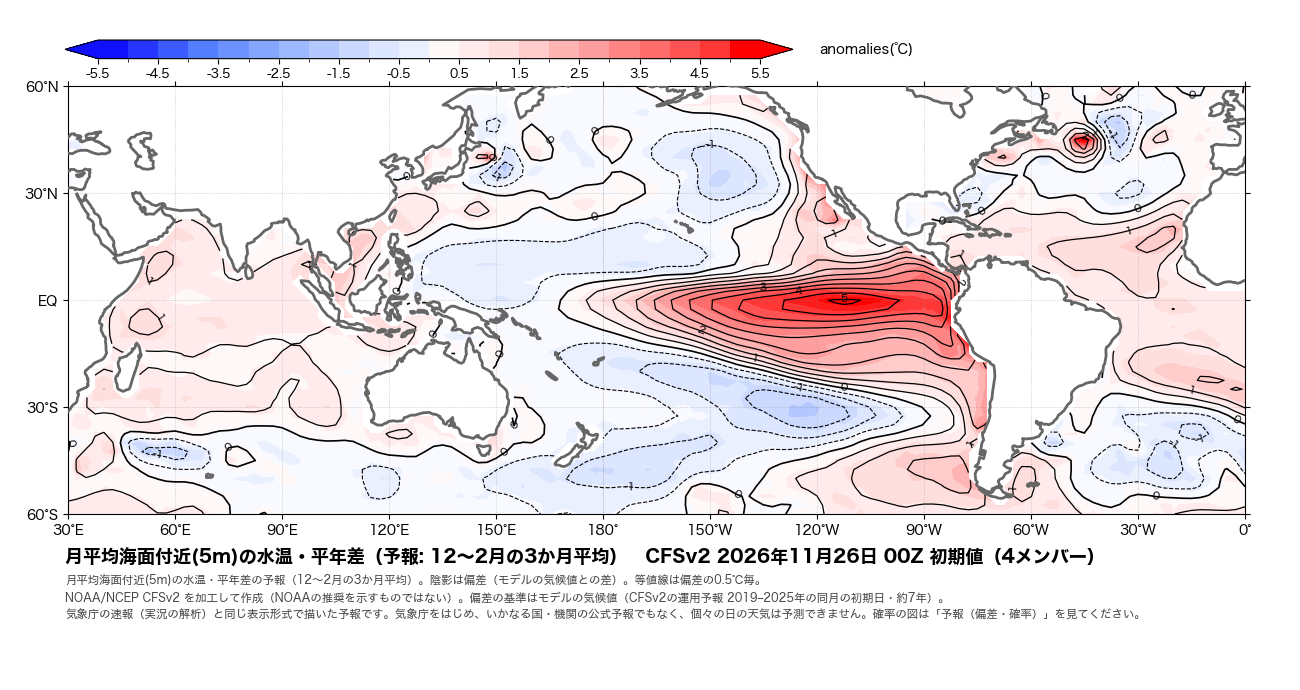 anomalies(℃)
-5.5 -4.5 -3.5 -2.5 -1.5 -0.5 0.5 1.5 2.5 3.5 4.5 5.5
60°N
30°N
EQ
30°S
60°S
30°E 60°E 90°E 120°E 150°E 180° 150°W 120°W 90°W 60°W 30°W 0°
月平均海面付近(5m)の水温・平年差（予報: 12～2月の3か月平均） CFSv2 2026年11月26日 00Z 初期値（4メンバー）
月平均海面付近(5m)の水温・平年差の予報（12～2月の3か月平均）。陰影は偏差（モデルの気候値との差）。等値線は偏差の0.5℃毎。
NOAA/NCEP CFSv2 を加工して作成（NOAAの推奨を示すものではない）。偏差の基準はモデルの気候値（CFSv2の運用予報 2019–2025年の同月の初期日・約7年）。
気象庁の速報（実況の解析）と同じ表示形式で描いた予報です。気象庁をはじめ、いかなる国・機関の公式予報でもなく、個々の日の天気は予測できません。確率の図は「予報（偏差・確率）」を見てください。